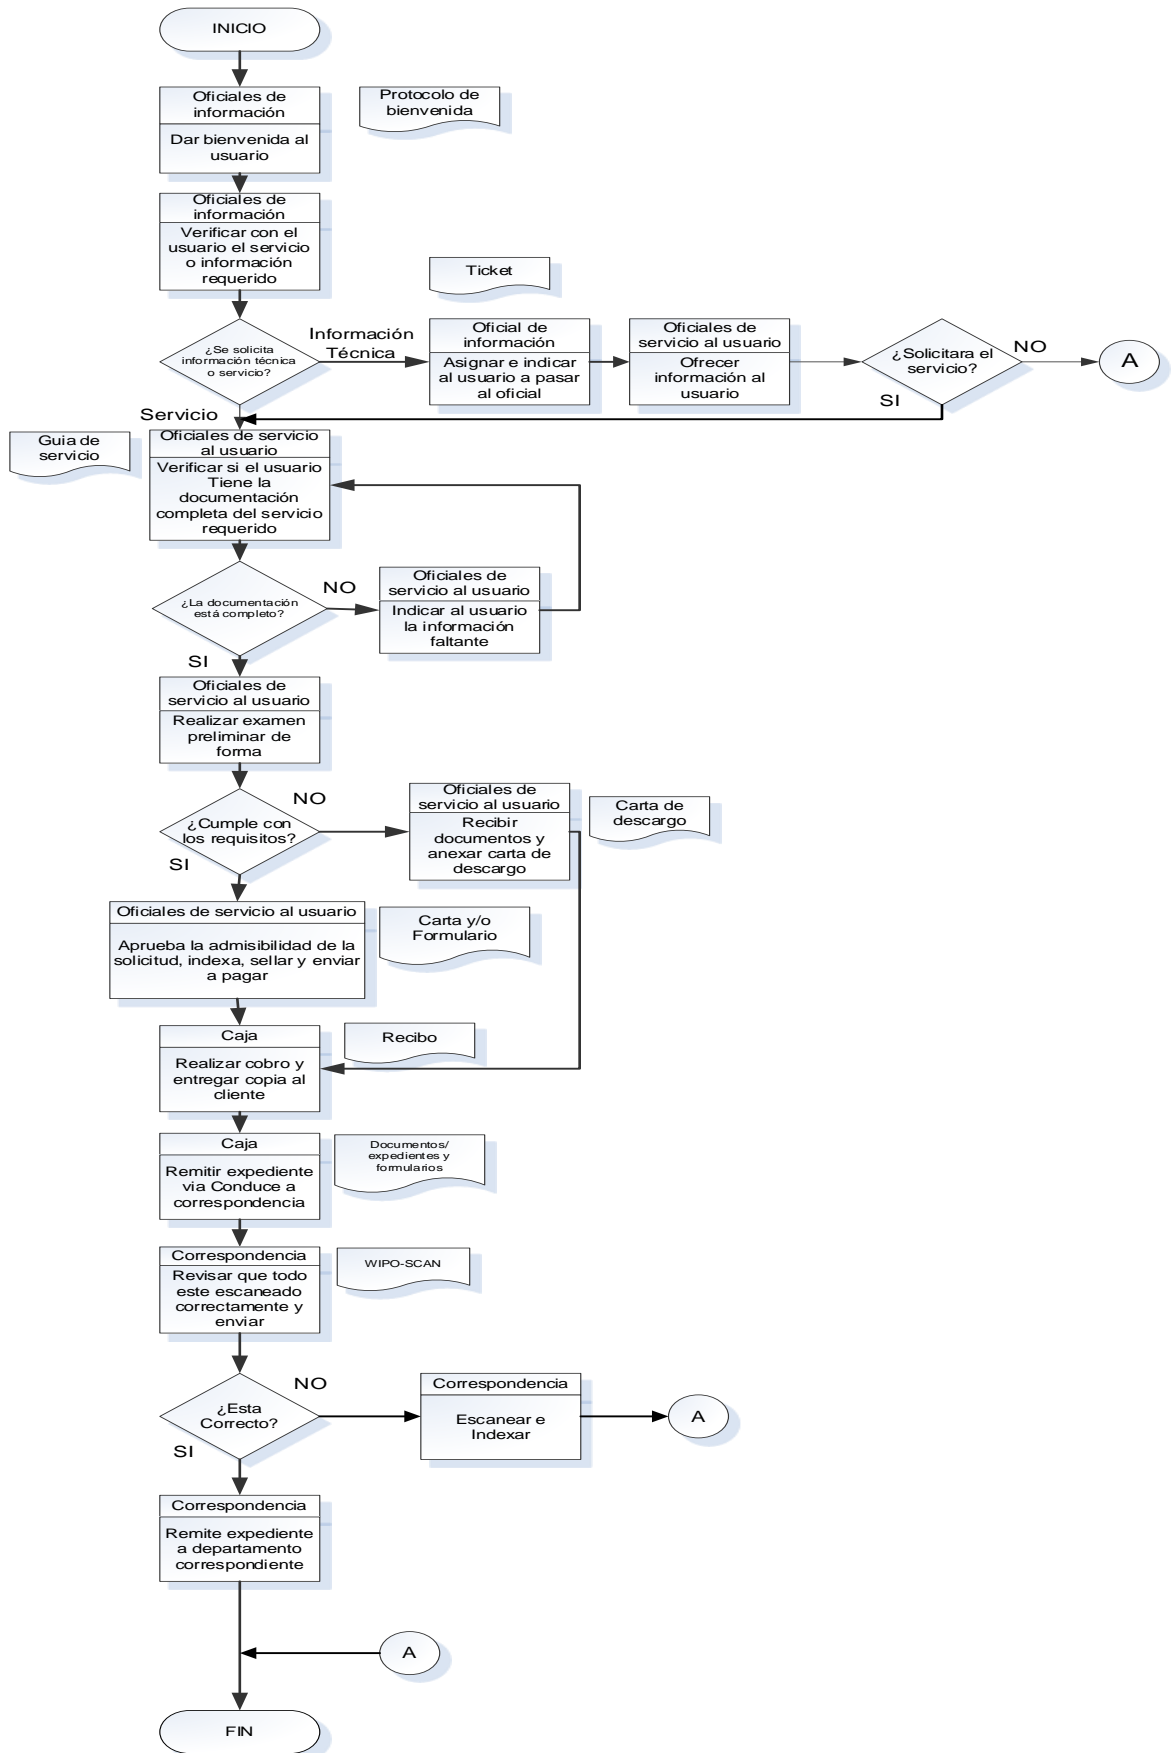 INICIO
Oficiales de
información
Dar bienvenida al
usuario
Protocolo de
bienvenida
Oficiales de
información
Verificar con el
usuario el servicio
o información
requerido
Ticket
¿Se solicita
información técnica
o servicio?
Información
Técnica
Oficial de
información
Asignar e indicar
al usuario a pasar
al oficial
Oficiales de
servicio al usuario
Ofrecer
información al
usuario
¿Solicitara el
servicio?
NO
A
SI
Servicio
Guia de
servicio
Oficiales de servicio
al usuario
Verificar si el usuario
Tiene la
documentación
completa del servicio
requerido
¿La documentación
está completo?
NO
Oficiales de
servicio al usuario
Indicar al usuario
la información
faltante
SI
Oficiales de
servicio al usuario
Realizar examen
preliminar de
forma
¿Cumple con
los requisitos?
NO
Oficiales de
servicio al usuario
Recibir
documentos y
anexar carta de
descargo
Carta de
descargo
SI
Oficiales de servicio al usuario
Aprueba la admisibilidad de la
solicitud, indexa, sellar y enviar
a pagar
Carta y/o
Formulario
Caja
Realizar cobro y
entregar copia al
cliente
Recibo
Caja
Remitir expediente
via Conduce a
correspondencia
Documentos/
expedientes y
formularios
Correspondencia
Revisar que todo
este escaneado
correctamente y
enviar
WIPO-SCAN
¿Esta
Correcto?
NO
Correspondencia
Escanear e
Indexar
A
SI
Correspondencia
Remite expediente
a departamento
correspondiente
A
FIN